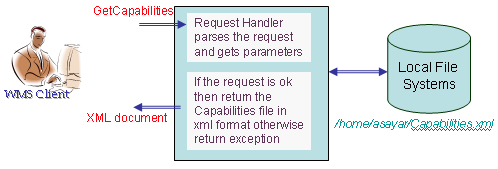 GetCapabilities
Request Handler
parses the request
and gets parameters
WMS Client
If the request is ok
then return the
Capabilities file in
xml format otherwise
return exception
XML document
Local File
Systems
/home/asayar/Capabilities.xml